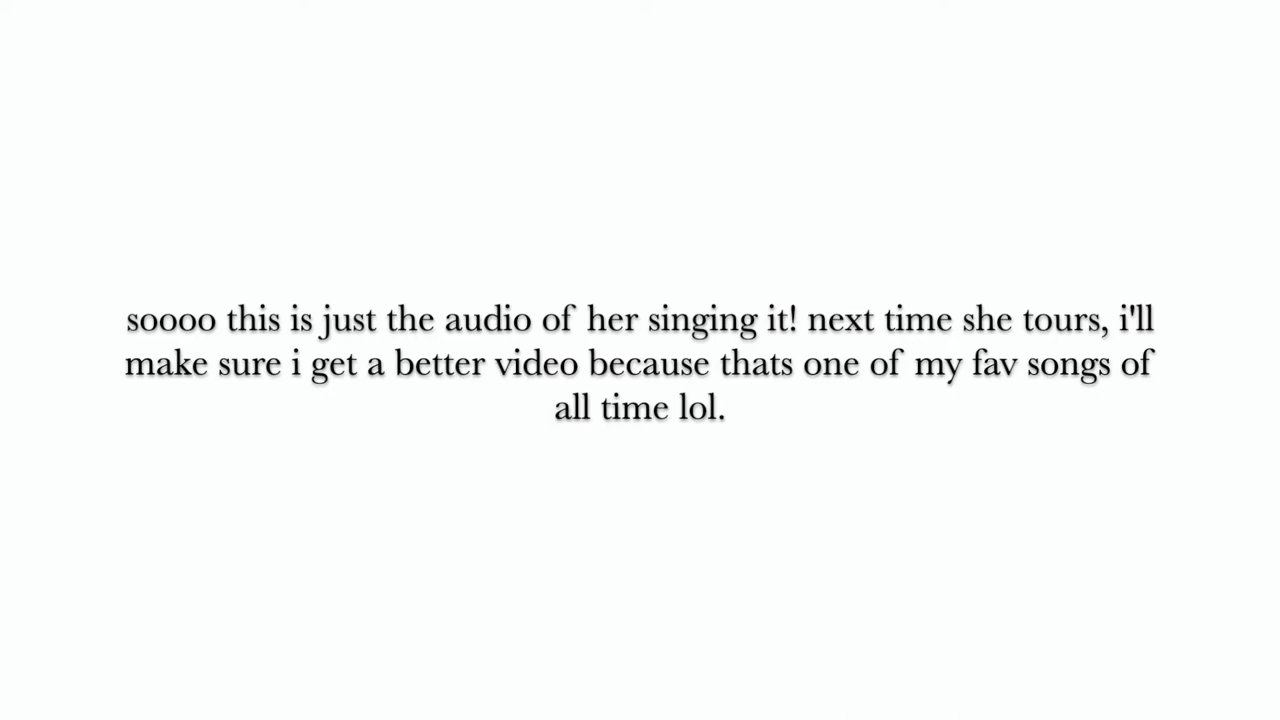 soooo this is just the audio of her singing it! next time she tours, i'll
make sure i get a better video because thats one of my fav songs of
all time lol.